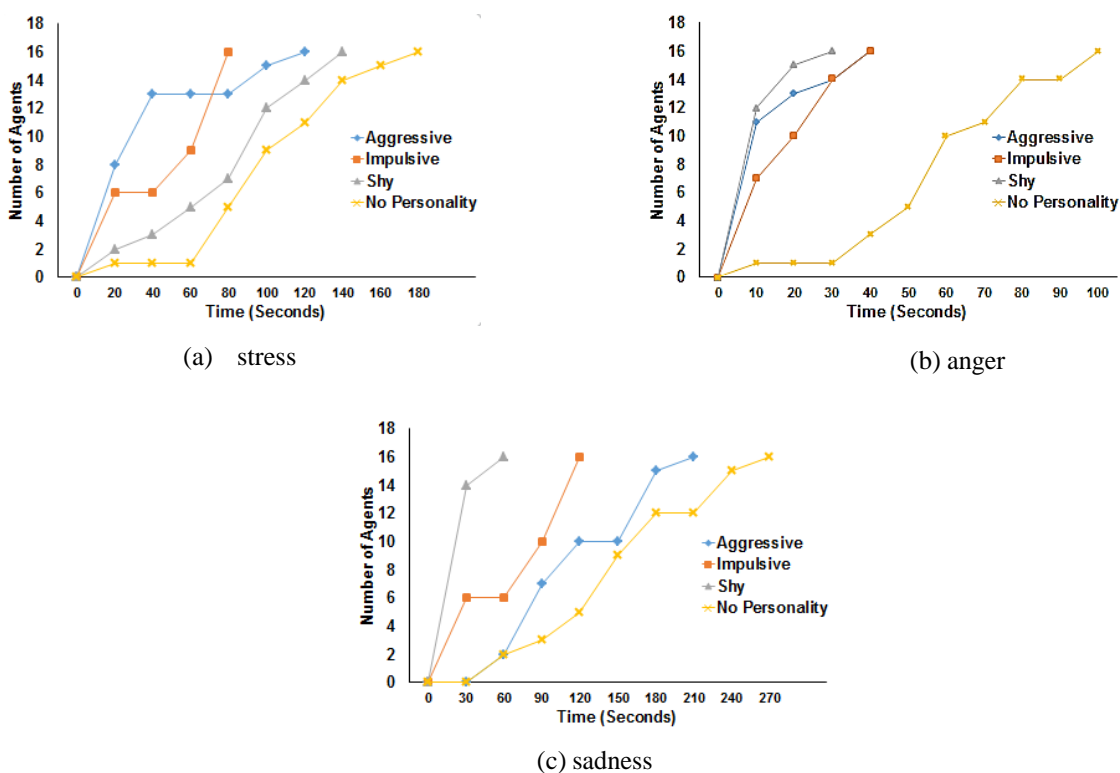 18
16
14
12
10
8
6
4
2
0
Number of Agents
0 20 40 60 80 100 120 140 160 180
Time (Seconds)
Aggressive
Impulsive
Shy
No Personality
(a) stress
18
16
14
12
10
8
6
4
2
0
Number of Agents
0 10 20 30 40 50 60 70 80 90 100
Time (Seconds)
Aggressive
Impulsive
Shy
No Personality
(b) anger
18
16
14
12
10
8
6
4
2
0
Number of Agents
0 30 60 90 120 150 180 210 240 270
Time (Seconds)
Aggressive
Impulsive
Shy
No Personality
(c) sadness